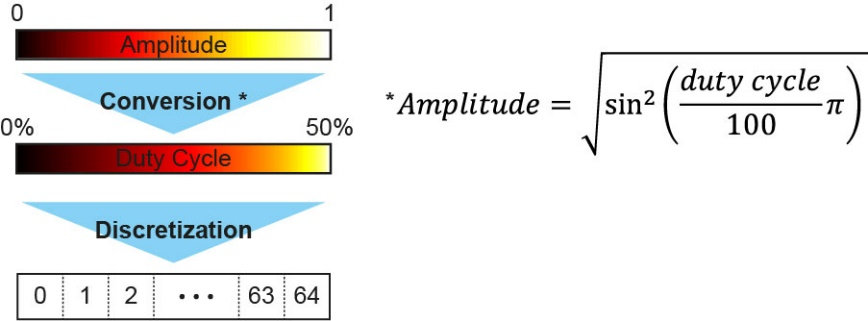 0 1
Amplitude
Conversion *
*Amplitude = √sin²(duty cycle/100 π)
0% 50%
Duty Cycle
Discretization
0 1 2 ••• 63 64